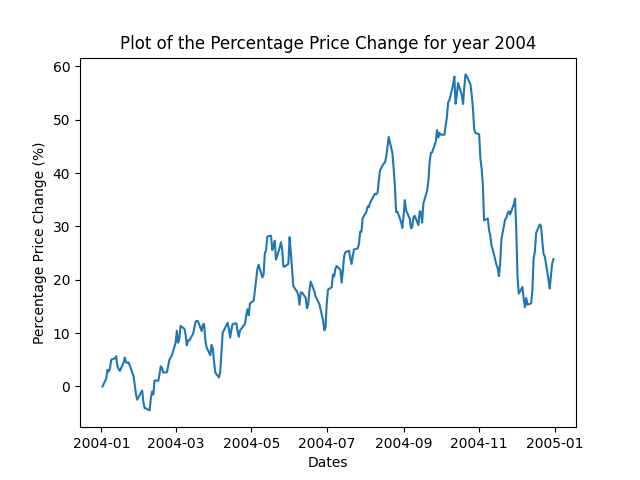 Plot of the Percentage Price Change for year 2004
Percentage Price Change (%)
60
50
40
30
20
10
0
2004-01 2004-03 2004-05 2004-07 2004-09 2004-11 2005-01
Dates